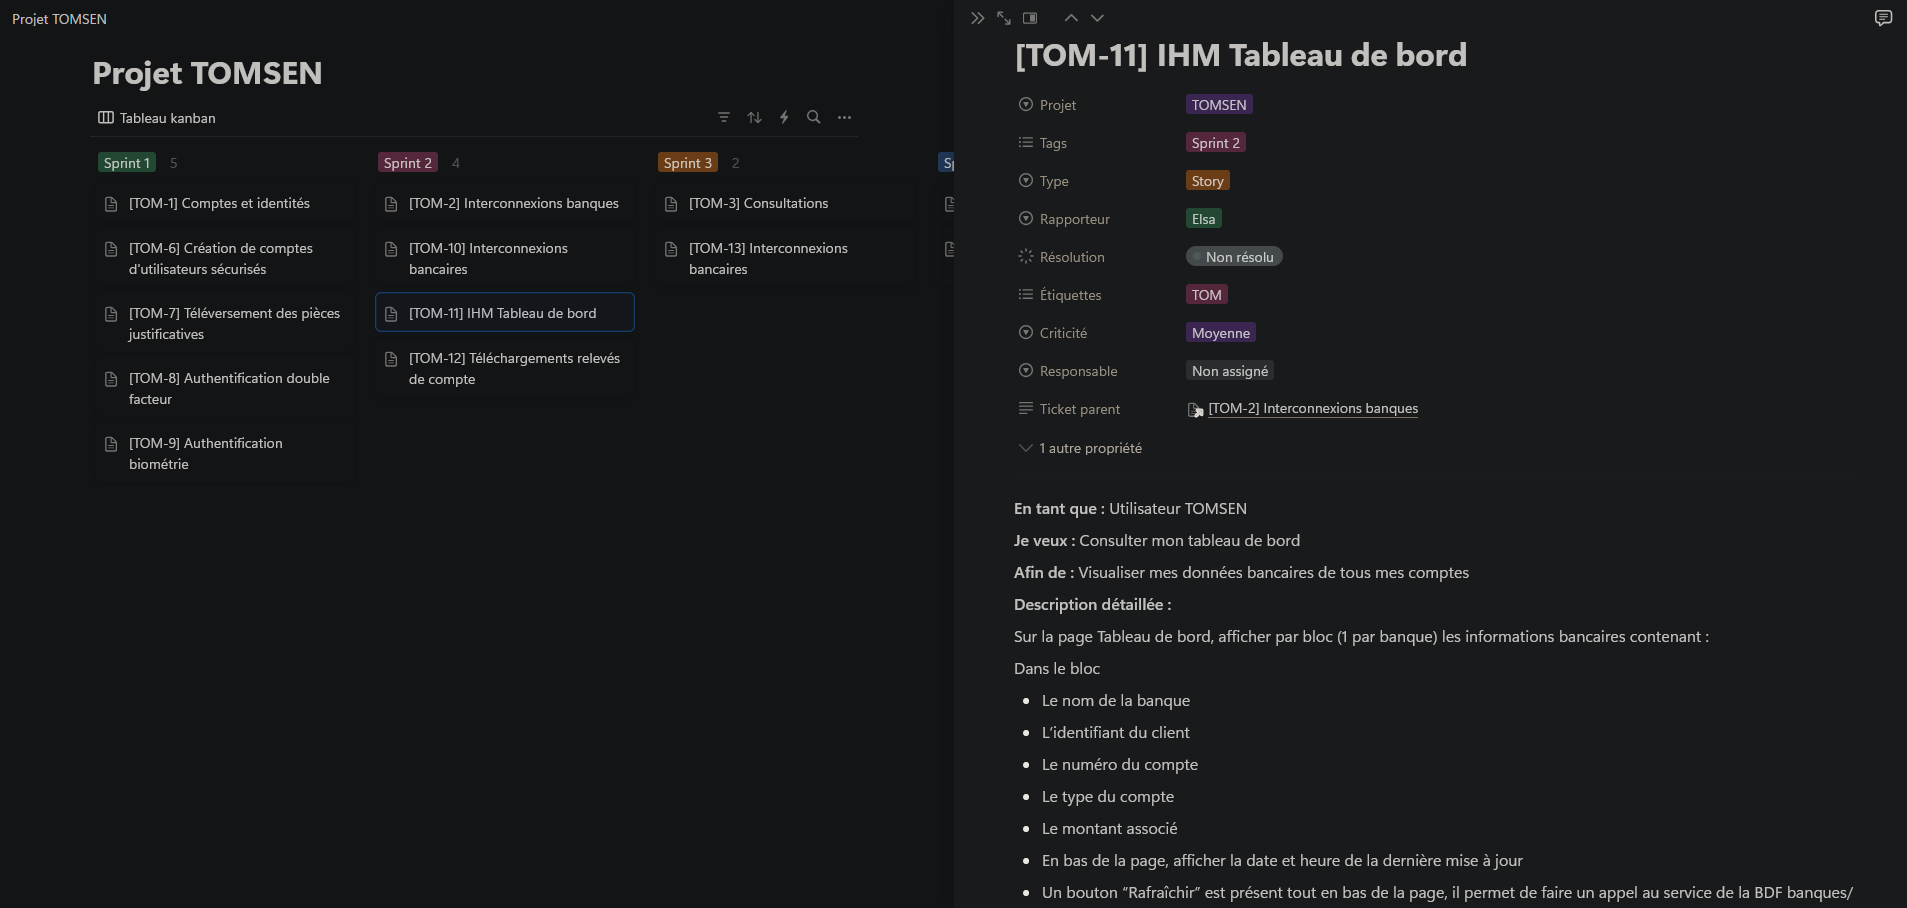 Projet TOMSEN
Projet TOMSEN
Tableau kanban
Sprint 1 5
[TOM-1] Comptes et identités
[TOM-6] Création de comptes
d'utilisateurs sécurisés
[TOM-7] Téléversement des pièces
justificatives
[TOM-8] Authentification double
facteur
[TOM-9] Authentification
biométrie
Sprint 2 4
[TOM-2] Interconnexions banques
[TOM-10] Interconnexions
bancaires
[TOM-11] IHM Tableau de bord
[TOM-12] Téléchargements relevés
de compte
Sprint 3 2
[TOM-3] Consultations
[TOM-13] Interconnexions
bancaires
[TOM-11] IHM Tableau de bord
Projet TOMSEN
Tags Sprint 2
Type Story
Rapporteur Elsa
Résolution Non résolu
Étiquettes TOM
Criticité Moyenne
Responsable Non assigné
Ticket parent [TOM-2] Interconnexions banques
1 autre propriété
En tant que : Utilisateur TOMSEN
Je veux : Consulter mon tableau de bord
Afin de : Visualiser mes données bancaires de tous mes comptes
Description détaillée :
Sur la page Tableau de bord, afficher par bloc (1 par banque) les informations bancaires contenant :
Dans le bloc
• Le nom de la banque
• L'identifiant du client
• Le numéro du compte
• Le type du compte
• Le montant associé
• En bas de la page, afficher la date et heure de la dernière mise à jour
• Un bouton “Rafraîchir” est présent tout en bas de la page, il permet de faire un appel au service de la BDF banques/